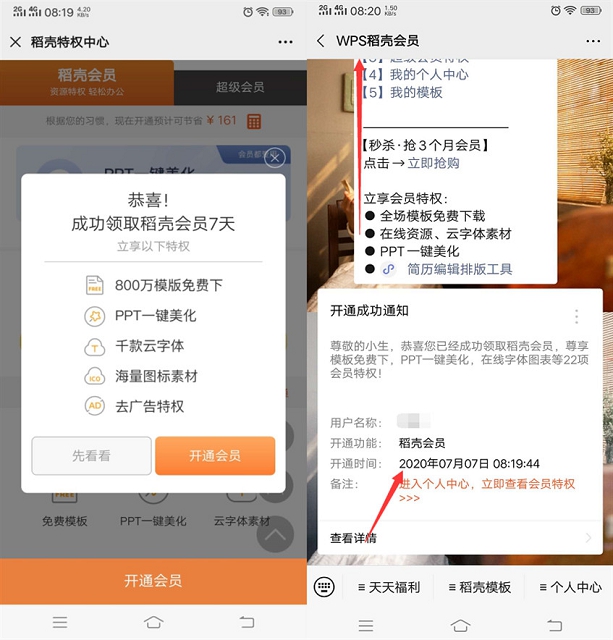 2G 4G 08:19 4.20 KB/s 93
稻壳特权中心
稻壳会员
资源特权 轻松办公
超级会员
根据您的习惯，现在开通预计可节省 ¥ 161
会员都在用
PPT一键美化
恭喜！
成功领取稻壳会员7天
立享以下特权
FREE 800万模版免费下
PPT一键美化
T 千款云字体
ICO 海量图标素材
AD 去广告特权
先看看
开通会员
FREE
免费模板
PPT一键美化
云字体素材
开通会员
2G 4G 08:20 1.50 KB/s 93
WPS稻壳会员
【3】超级会员特权
【4】我的个人中心
【5】我的模板
【秒杀·抢３个月会员】
点击→立即抢购
立享会员特权：
● 全场模板免费下载
● 在线资源、云字体素材
● PPT一键美化
● 简历编辑排版工具
开通成功通知
尊敬的小生，恭喜您已经成功领取稻壳会员，尊享
模板免费下，PPT一键美化，在线字体图表等22项
会员特权！
用户名称：
开通功能： 稻壳会员
开通时间： 2020年07月07日 08:19:44
备注： 进入个人中心，立即查看会员特权
>>>
查看详情
天天福利
稻壳模板
个人中心